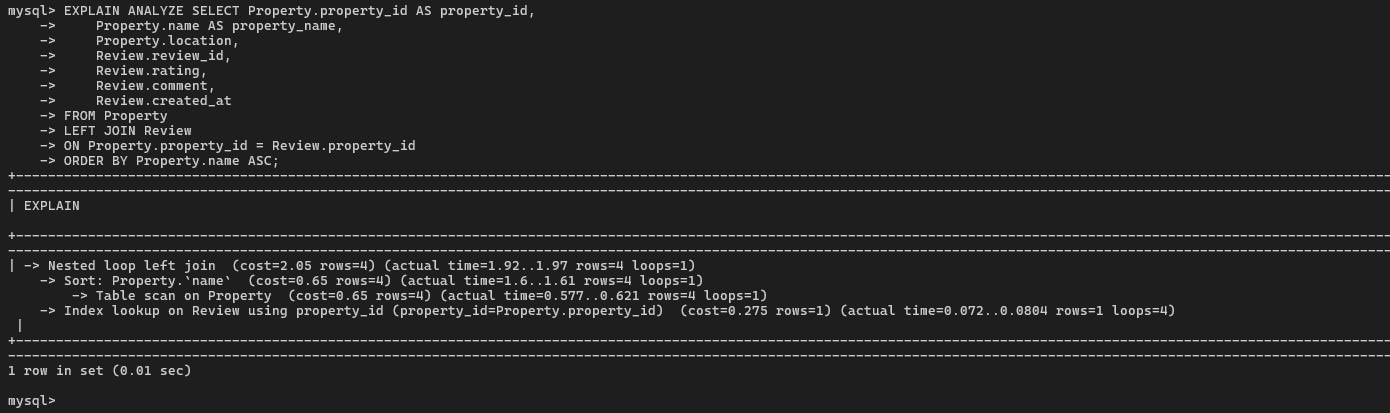 mysql> EXPLAIN ANALYZE SELECT Property.property_id AS property_id,
    ->     Property.name AS property_name,
    ->     Property.location,
    ->     Review.review_id,
    ->     Review.rating,
    ->     Review.comment,
    ->     Review.created_at
    -> FROM Property
    -> LEFT JOIN Review
    -> ON Property.property_id = Review.property_id
    -> ORDER BY Property.name ASC;
| EXPLAIN
| -> Nested loop left join  (cost=2.05 rows=4) (actual time=1.92..1.97 rows=4 loops=1)
    -> Sort: Property.`name`  (cost=0.65 rows=4) (actual time=1.6..1.61 rows=4 loops=1)
        -> Table scan on Property  (cost=0.65 rows=4) (actual time=0.577..0.621 rows=4 loops=1)
    -> Index lookup on Review using property_id (property_id=Property.property_id)  (cost=0.275 rows=1) (actual time=0.072..0.0804 rows=1 loops=4)
 |
1 row in set (0.01 sec)
mysql>